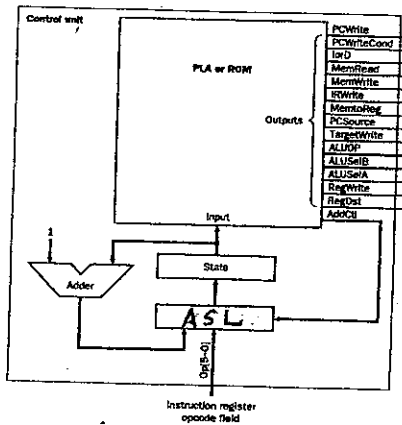 Control unit
PLA or ROM
Outputs
PCWrite
PCWriteCond
IorD
MemRead
MemWrite
IRWrite
MemtoReg
PCSource
TargetWrite
ALUOP
ALUSelB
ALUSelA
RegWrite
RegDst
AddCtl
Input
1
Adder
State
ASL
Op[5-0]
Instruction register
opcode field